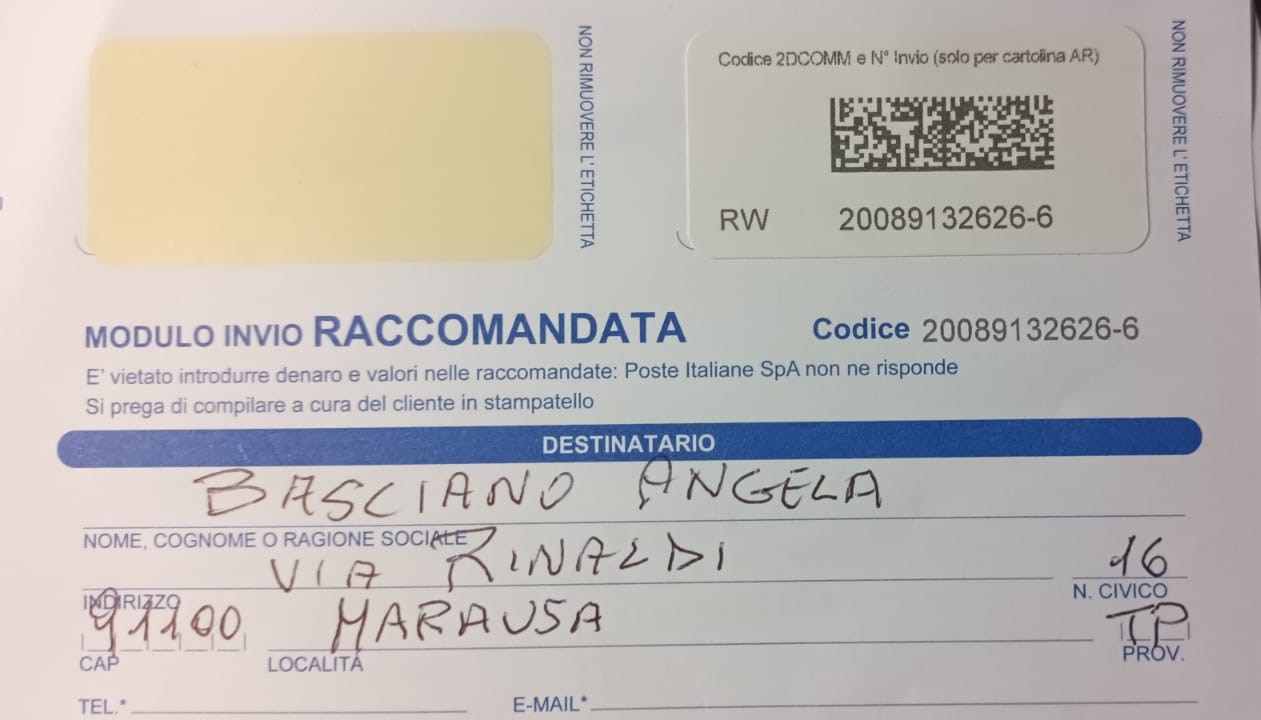 NON RIMUOVERE L'ETICHETTA
Codice 2DCOMM e N° Invio (solo per cartolina AR)
RW 20089132626-6
NON RIMUOVERE L'ETICHETTA
MODULO INVIO RACCOMANDATA
Codice 20089132626-6
E' vietato introdurre denaro e valori nelle raccomandate: Poste Italiane SpA non ne risponde
Si prega di compilare a cura del cliente in stampatello
DESTINATARIO
BASCIANO ANGELA
NOME, COGNOME O RAGIONE SOCIALE
VIA RINALDI 16
INDIRIZZO N. CIVICO
91100 MARAUSA TP
CAP LOCALITÀ PROV.
TEL.* E-MAIL*